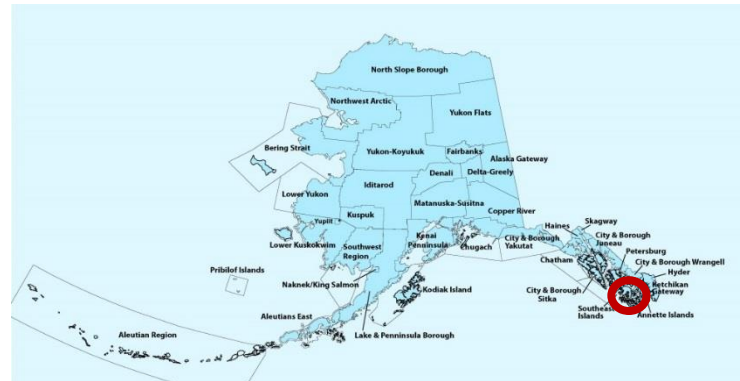 North Slope Borough
Northwest Arctic
Yukon Flats
Bering Strait
Yukon-Koyukuk
Fairbanks
Alaska Gateway
Denali
Delta-Greely
Iditarod
Lower Yukon
Matanuska-Susitna
Copper River
Kuspuk
Yupiit
Lower Kuskokwim
Southwest
Region
Kenai
Penninsula
Chugach
City & Borough
Yakutat
Haines
Skagway
City & Borough
Juneau
Petersburg
City & Borough Wrangell
Chatham
Hyder
Ketchikan
Gateway
City & Borough
Sitka
Southeast
Islands
Annette Islands
Pribilof Islands
Naknek/King Salmon
Kodiak Island
Aleutians East
Lake & Penninsula Borough
Aleutian Region